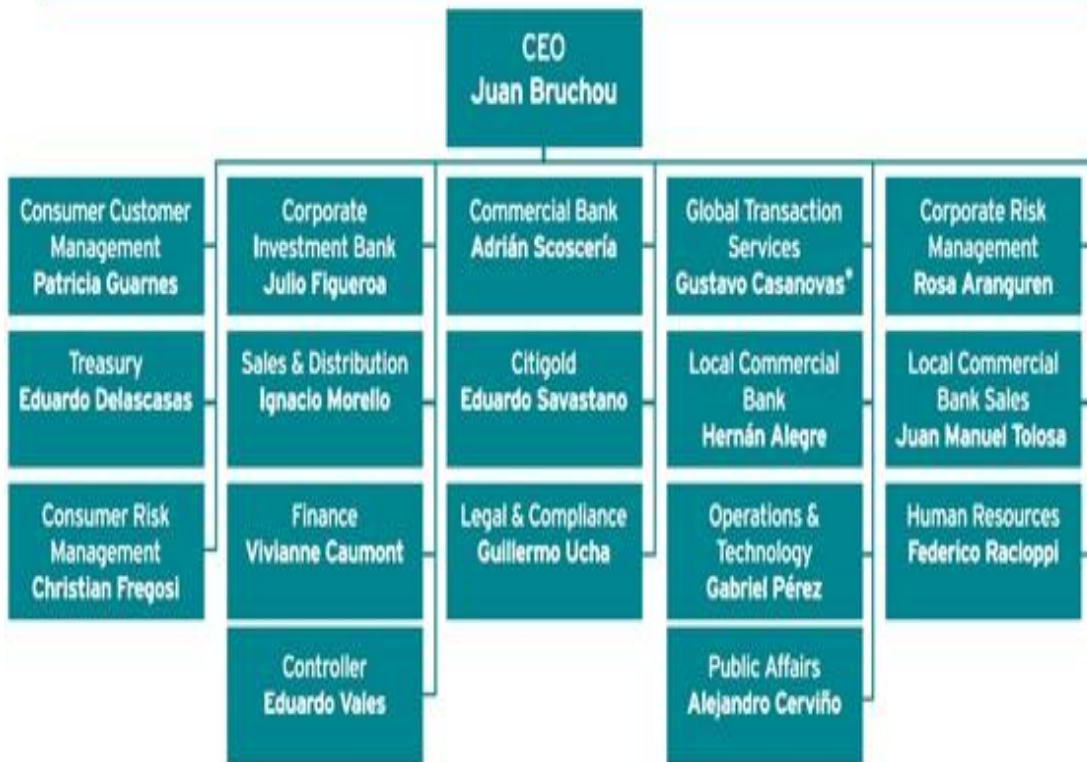 CEO
Juan Bruchou
Consumer Customer
Management
Patricia Guarnes
Corporate
Investment Bank
Julio Figueroa
Commercial Bank
Adrián Scoscería
Global Transaction
Services
Gustavo Casanovas*
Corporate Risk
Management
Rosa Aranguren
Treasury
Eduardo Delascasas
Sales & Distribution
Ignacio Morello
Citigold
Eduardo Savastano
Local Commercial
Bank
Hernán Alegre
Local Commercial
Bank Sales
Juan Manuel Tolosa
Consumer Risk
Management
Christian Fregosi
Finance
Vivianne Caumont
Legal & Compliance
Guillermo Ucha
Operations &
Technology
Gabriel Pérez
Human Resources
Federico Racioppi
Controller
Eduardo Vales
Public Affairs
Alejandro Cerviño